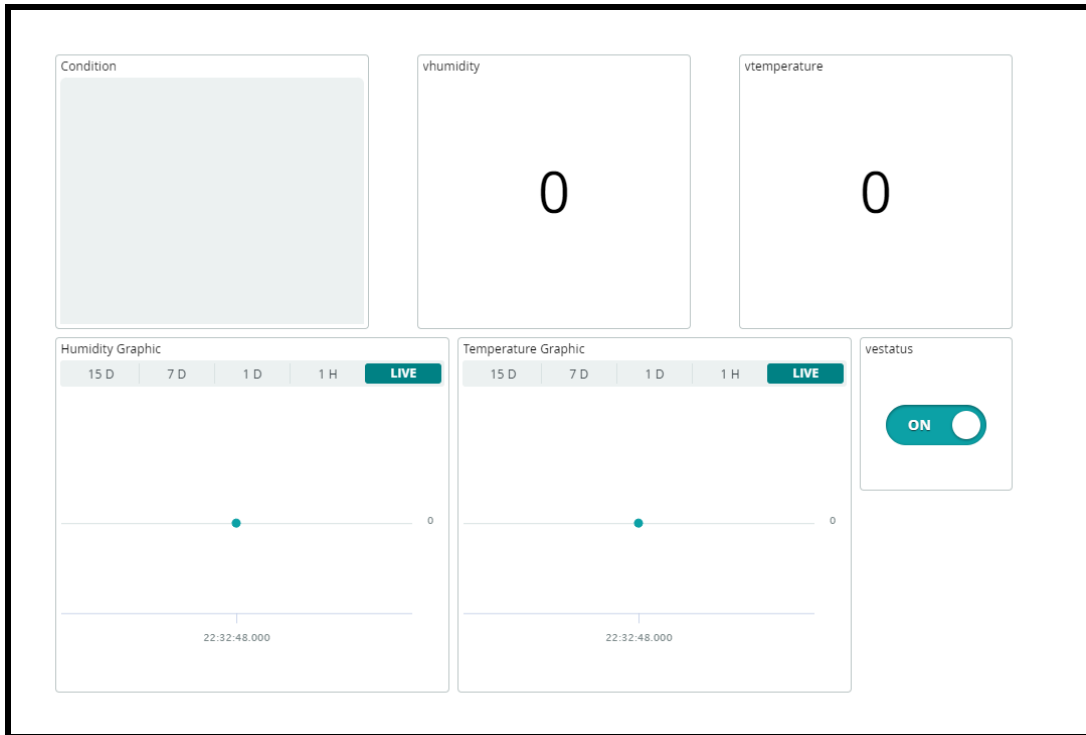 Condition
vhumidity
0
vtemperature
0
Humidity Graphic
15 D 7 D 1 D 1 H LIVE
0
22:32:48.000
Temperature Graphic
15 D 7 D 1 D 1 H LIVE
0
22:32:48.000
vestatus
ON